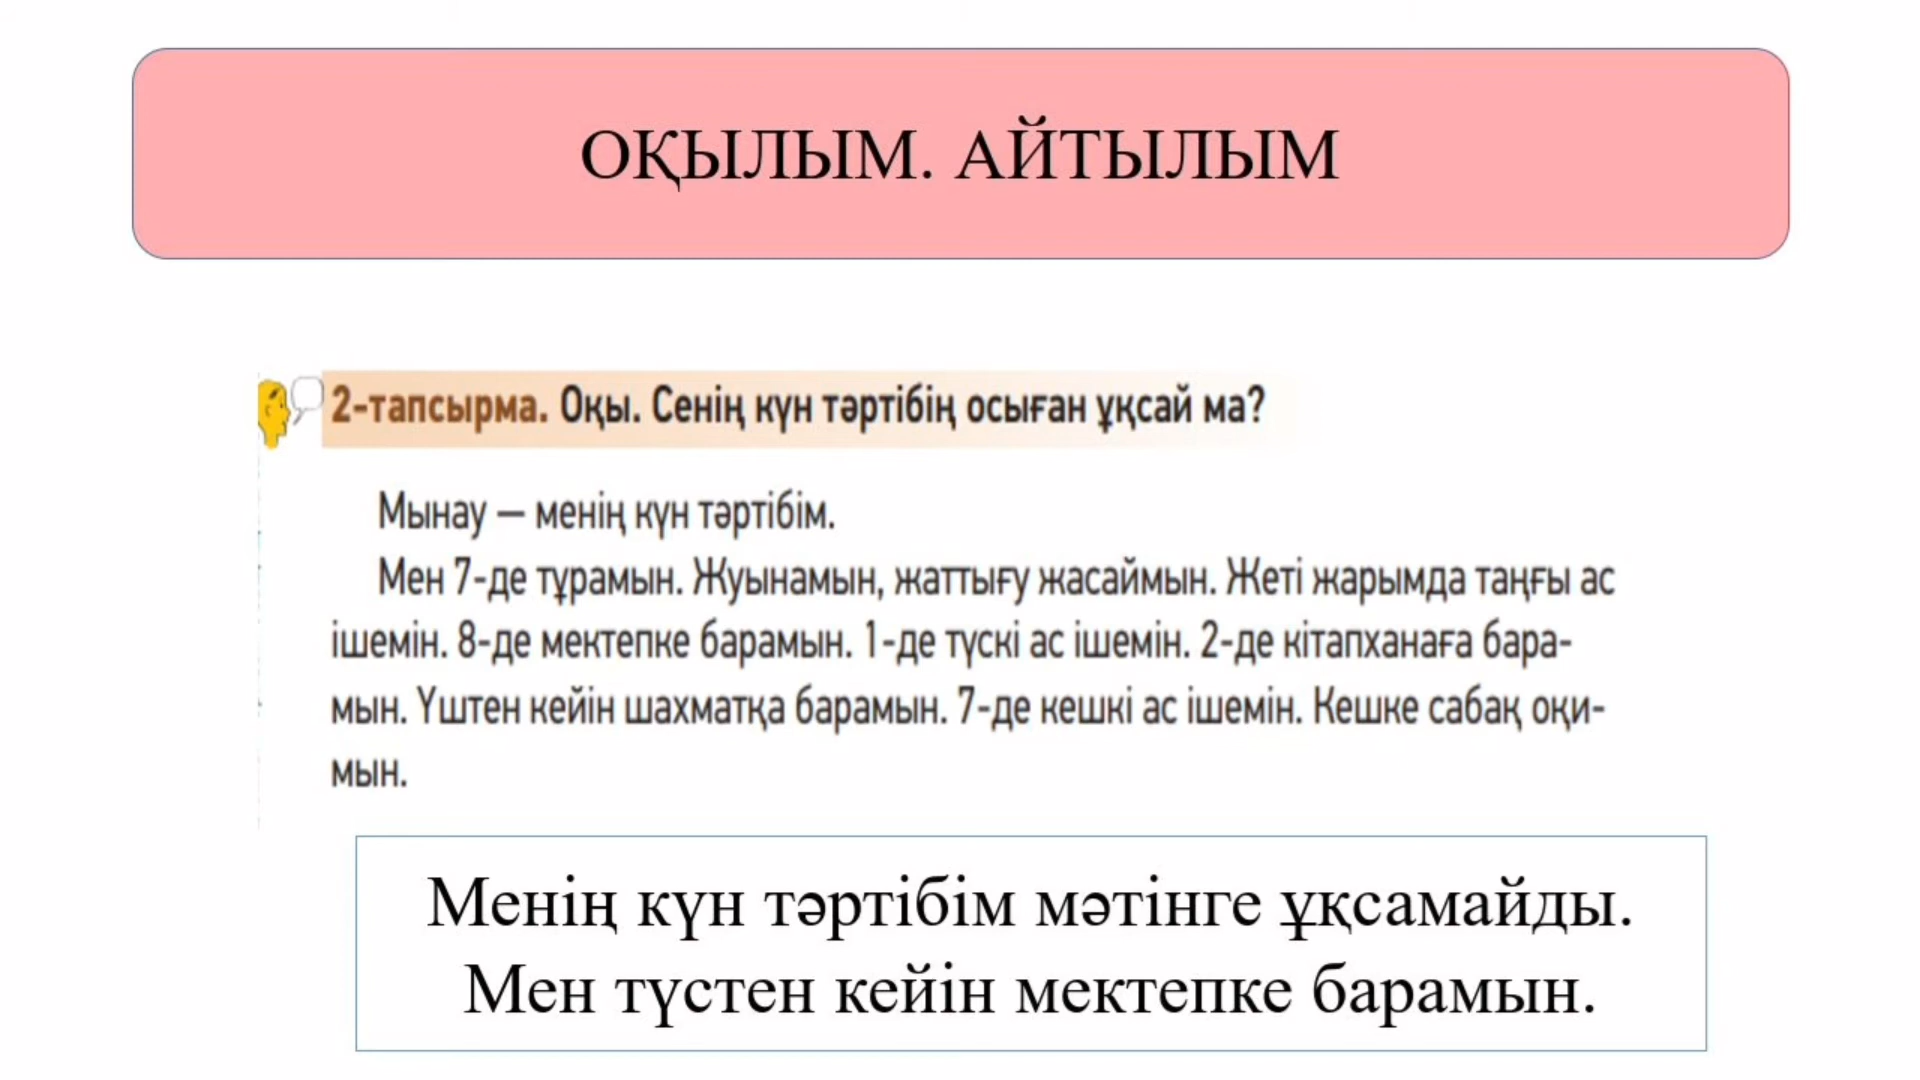 ОҚЫЛЫМ. АЙТЫЛЫМ
2-тапсырма. Оқы. Сенің күн тәртібің осыған ұқсай ма?
Мынау — менің күн тәртібім.
Мен 7-де тұрамын. Жуынамын, жаттығу жасаймын. Жеті жарымда таңғы ас
ішемін. 8-де мектепке барамын. 1-де түскі ас ішемін. 2-де кітапханаға бара-
мын. Үштен кейін шахматқа барамын. 7-де кешкі ас ішемін. Кешке сабақ оқи-
мын.
Менің күн тәртібім мәтінге ұқсамайды.
Мен түстен кейін мектепке барамын.